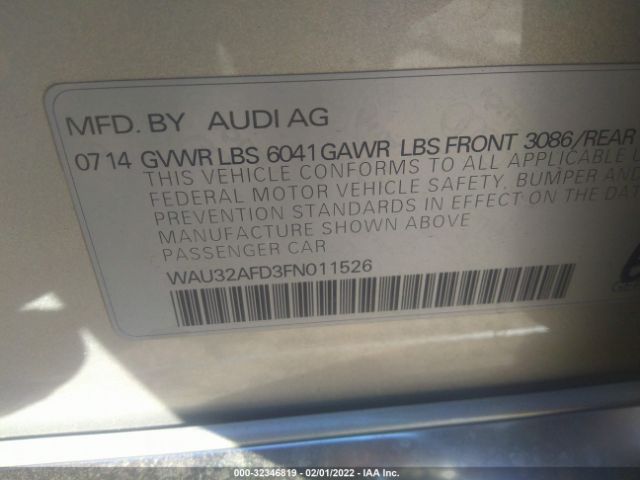 MFD. BY AUDI AG
07 14 GVWR LBS 6041 GAWR LBS FRONT 3086/REAR
THIS VEHICLE CONFORMS TO ALL APPLICABLE
FEDERAL MOTOR VEHICLE SAFETY, BUMPER AND
PREVENTION STANDARDS IN EFFECT ON THE DAT
MANUFACTURE SHOWN ABOVE
PASSENGER CAR
WAU32AFD3FN011526
000-32346819 - 02/01/2022 - IAA Inc.